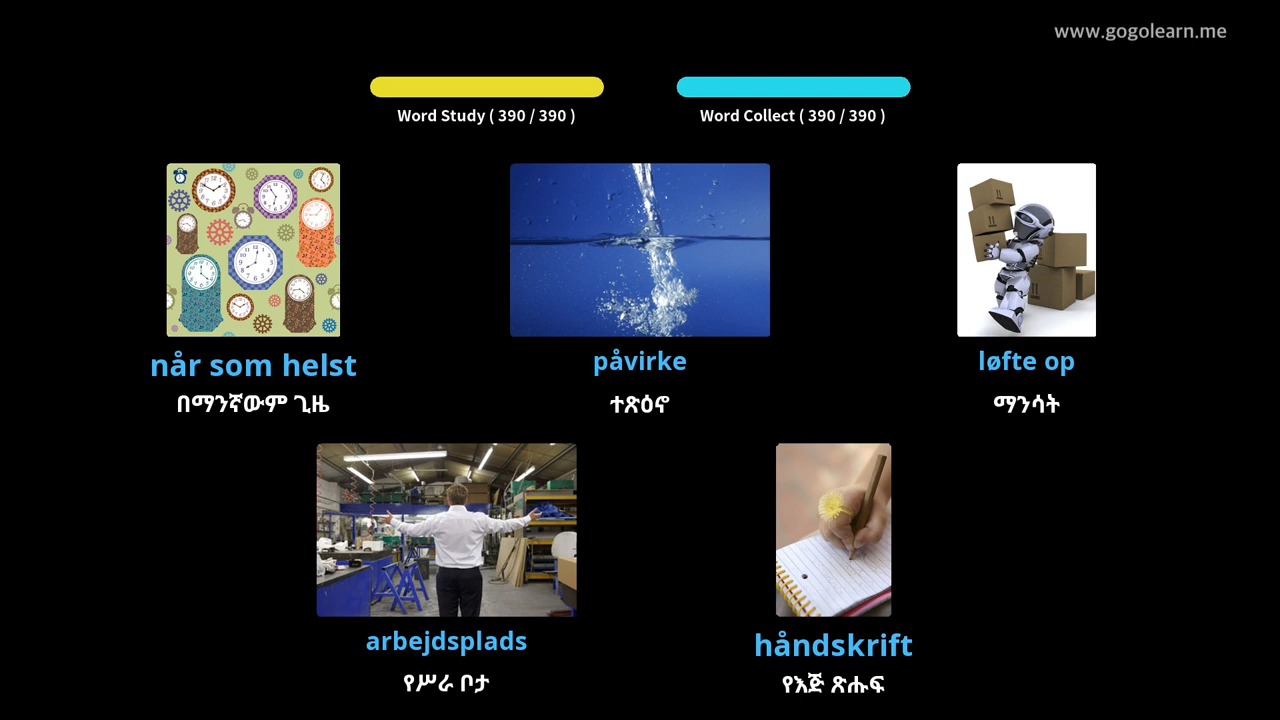 www.gogolearn.me
Word Study ( 390 / 390 )
Word Collect ( 390 / 390 )
når som helst
በማንኛውም ጊዜ
påvirke
ተጽዕኖ
løfte op
ማንሳት
arbejdsplads
የሥራ ቦታ
håndskrift
የእጅ ጽሑፍ